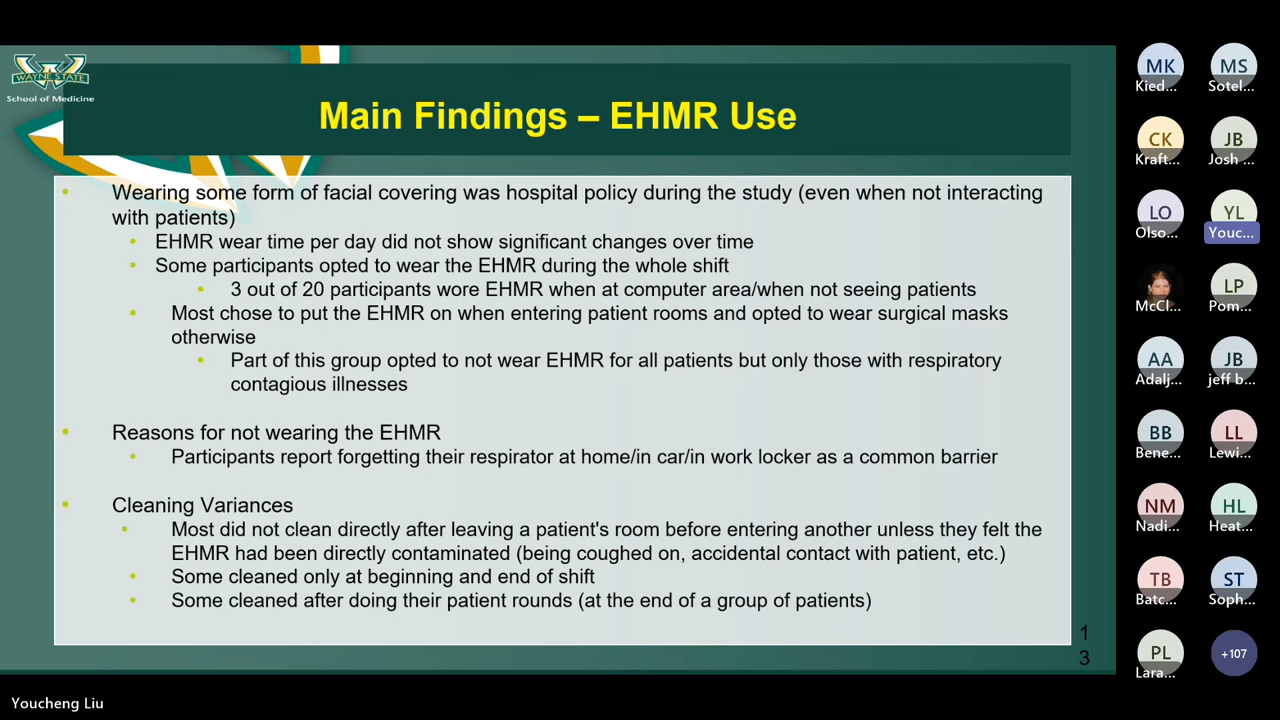 WAYNE STATE
School of Medicine
Main Findings – EHMR Use
• Wearing some form of facial covering was hospital policy during the study (even when not interacting
with patients)
• EHMR wear time per day did not show significant changes over time
• Some participants opted to wear the EHMR during the whole shift
• 3 out of 20 participants wore EHMR when at computer area/when not seeing patients
• Most chose to put the EHMR on when entering patient rooms and opted to wear surgical masks
otherwise
• Part of this group opted to not wear EHMR for all patients but only those with respiratory
contagious illnesses
• Reasons for not wearing the EHMR
• Participants report forgetting their respirator at home/in car/in work locker as a common barrier
• Cleaning Variances
• Most did not clean directly after leaving a patient's room before entering another unless they felt the
EHMR had been directly contaminated (being coughed on, accidental contact with patient, etc.)
• Some cleaned only at beginning and end of shift
• Some cleaned after doing their patient rounds (at the end of a group of patients)
1
3
MK
Kied...
MS
Sotel...
CK
Kraft...
JB
Josh ...
LO
Olso...
YL
Youc...
McCl...
LP
Pom...
AA
Adalj...
JB
jeff b...
BB
Bene...
LL
Lewi...
NM
Nadi...
HL
Heat...
TB
Batc...
ST
Soph...
PL
Lara...
+107
Youcheng Liu